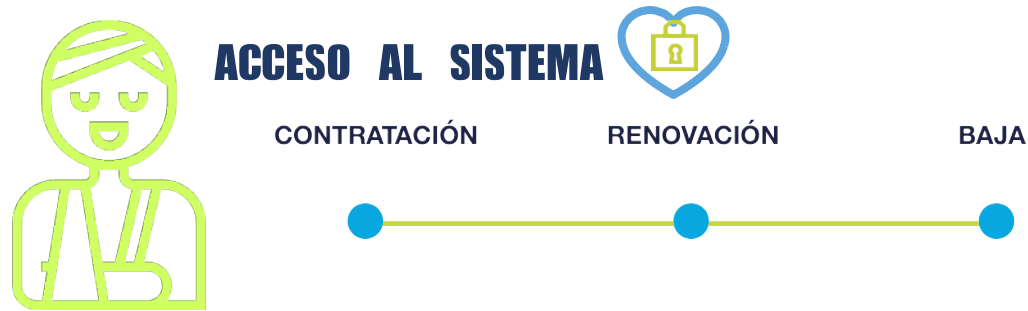 ACCESO AL SISTEMA
CONTRATACIÓN RENOVACIÓN BAJA